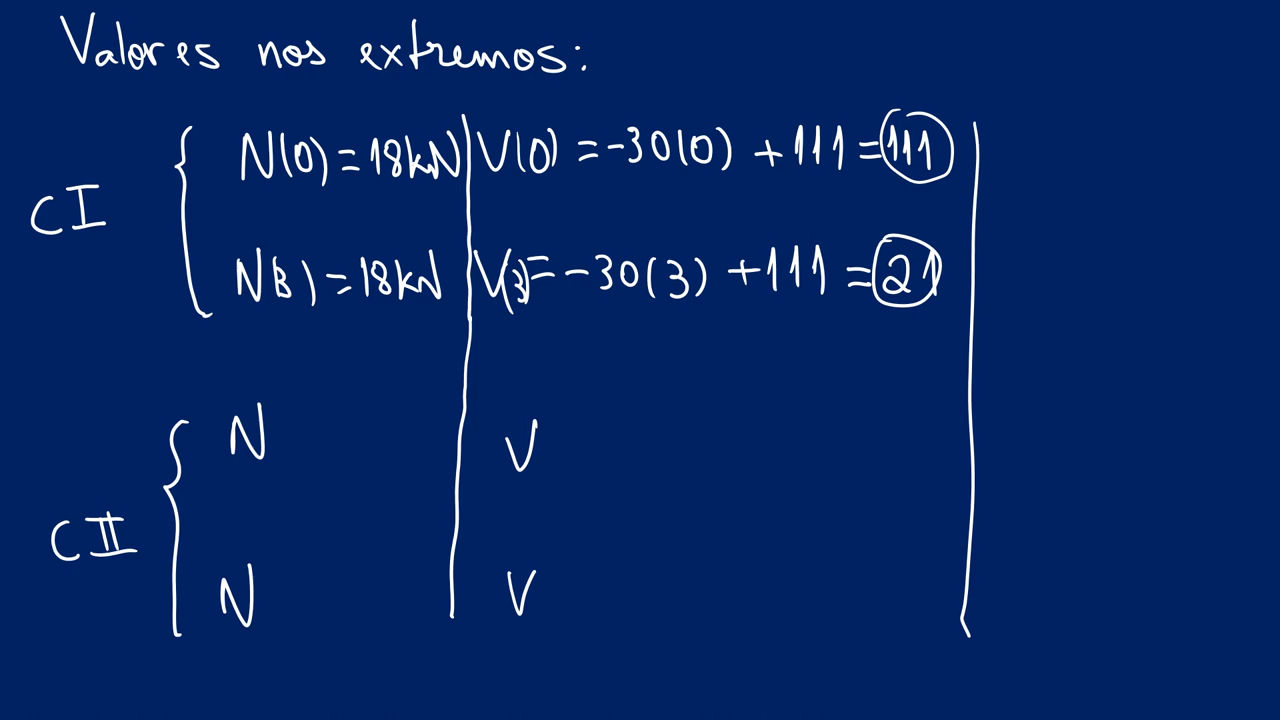 Valores nos extremos:
N(0) = 18kN V(0) = -30(0) + 111 = 111
CI
N(3) = 18kN V(3) = -30(3) + 111 = 21
N V
CII
N V